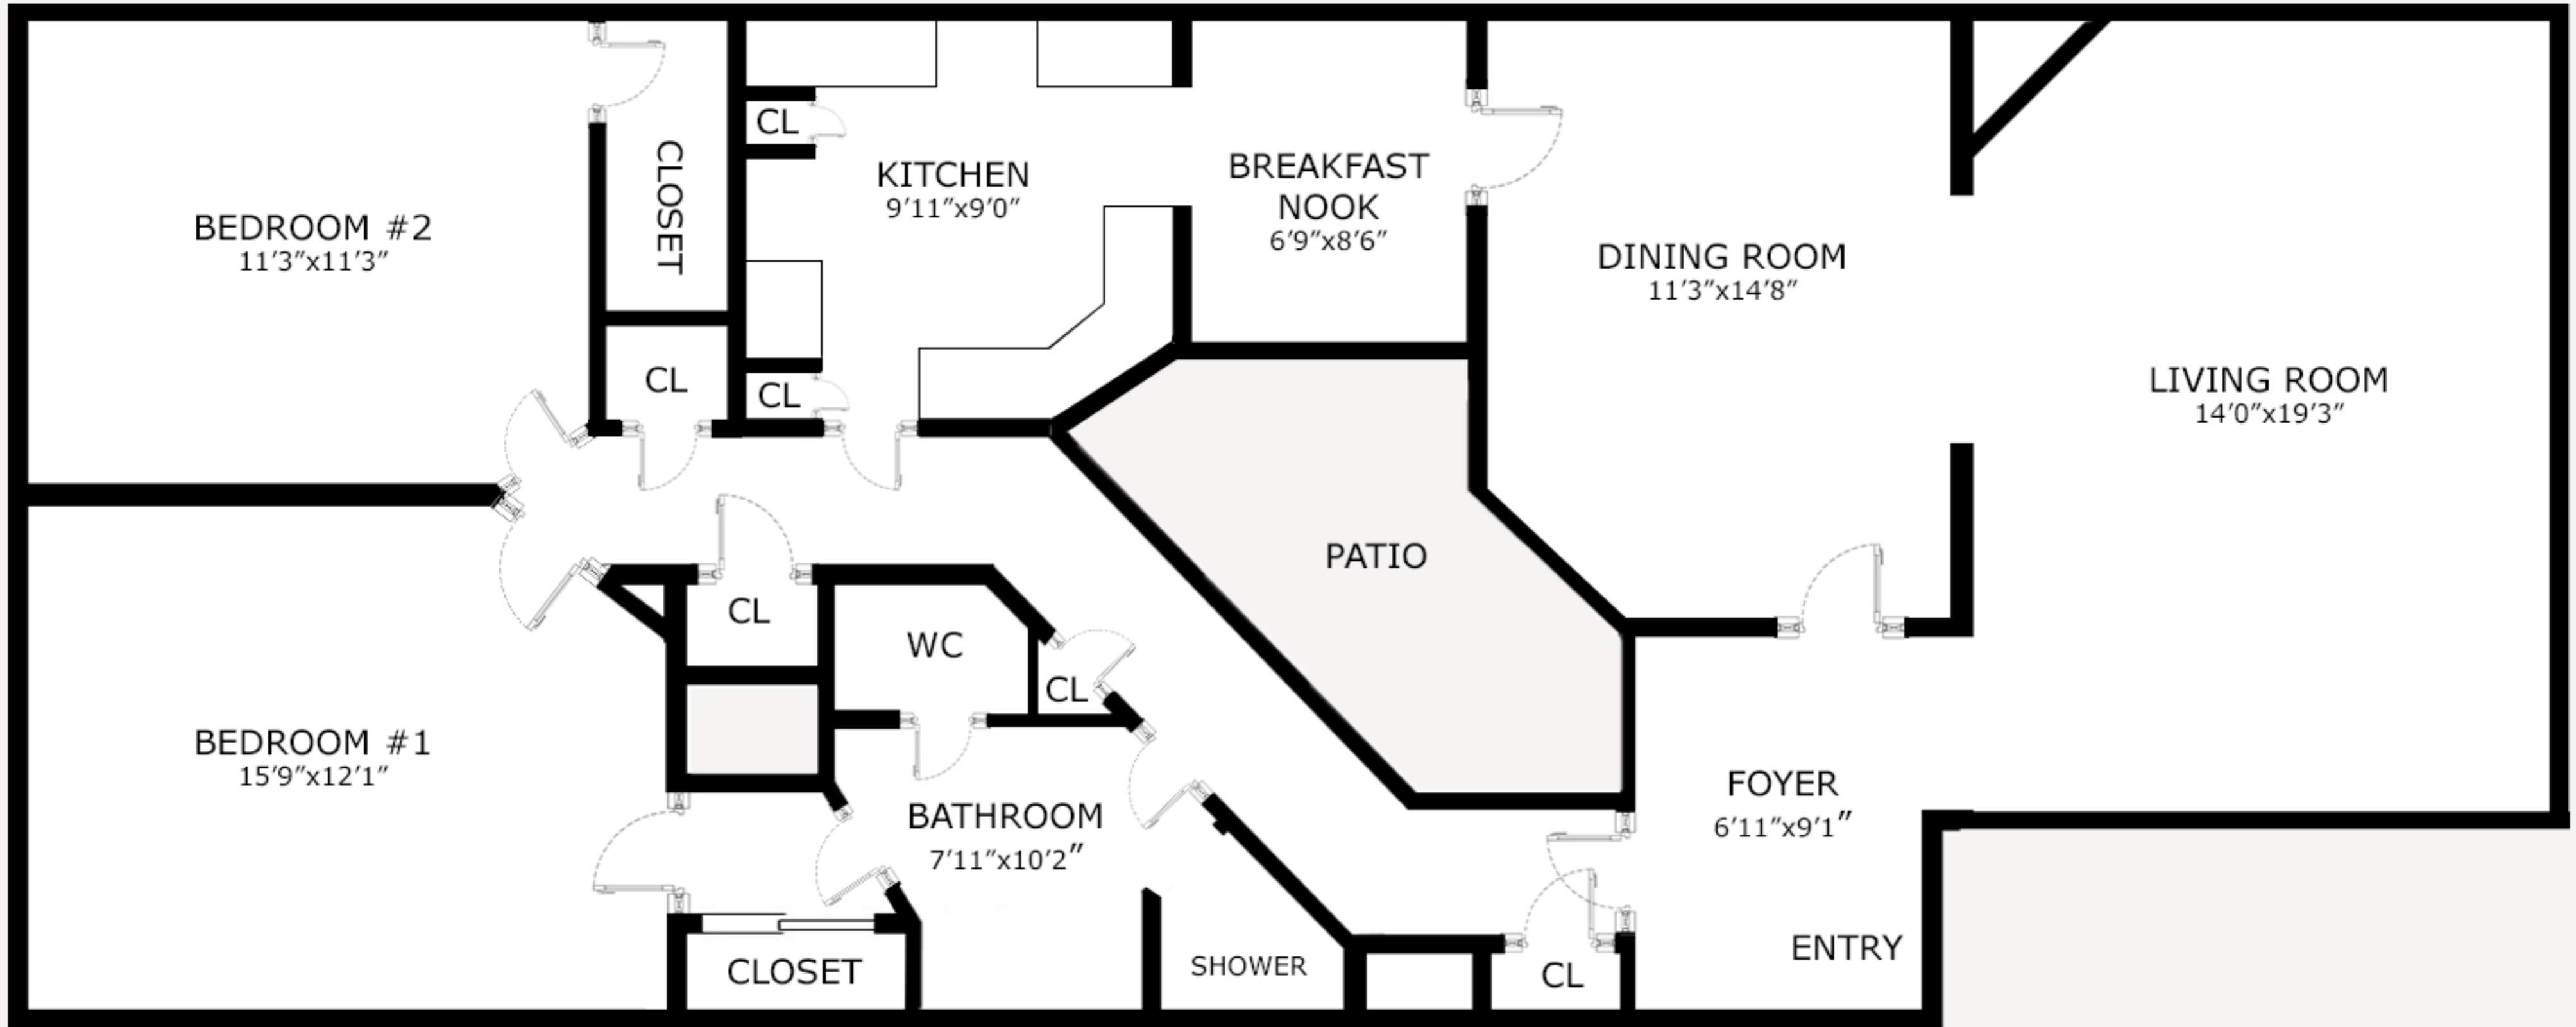 BEDROOM #2
11'3"x11'3"
CLOSET
CL
CL
CL
KITCHEN
9'11"x9'0"
BREAKFAST
NOOK
6'9"x8'6"
DINING ROOM
11'3"x14'8"
LIVING ROOM
14'0"x19'3"
PATIO
BEDROOM #1
15'9"x12'1"
CL
WC
CL
BATHROOM
7'11"x10'2"
CLOSET
SHOWER
CL
FOYER
6'11"x9'1"
ENTRY